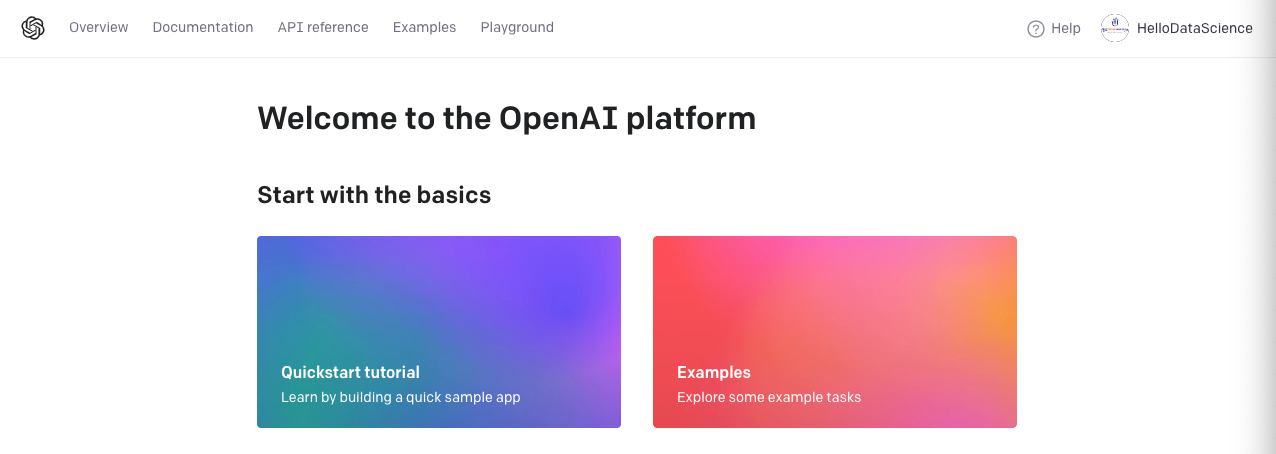 Overview Documentation API reference Examples Playground Help HelloDataScience
Welcome to the OpenAI platform
Start with the basics
Quickstart tutorial
Learn by building a quick sample app
Examples
Explore some example tasks